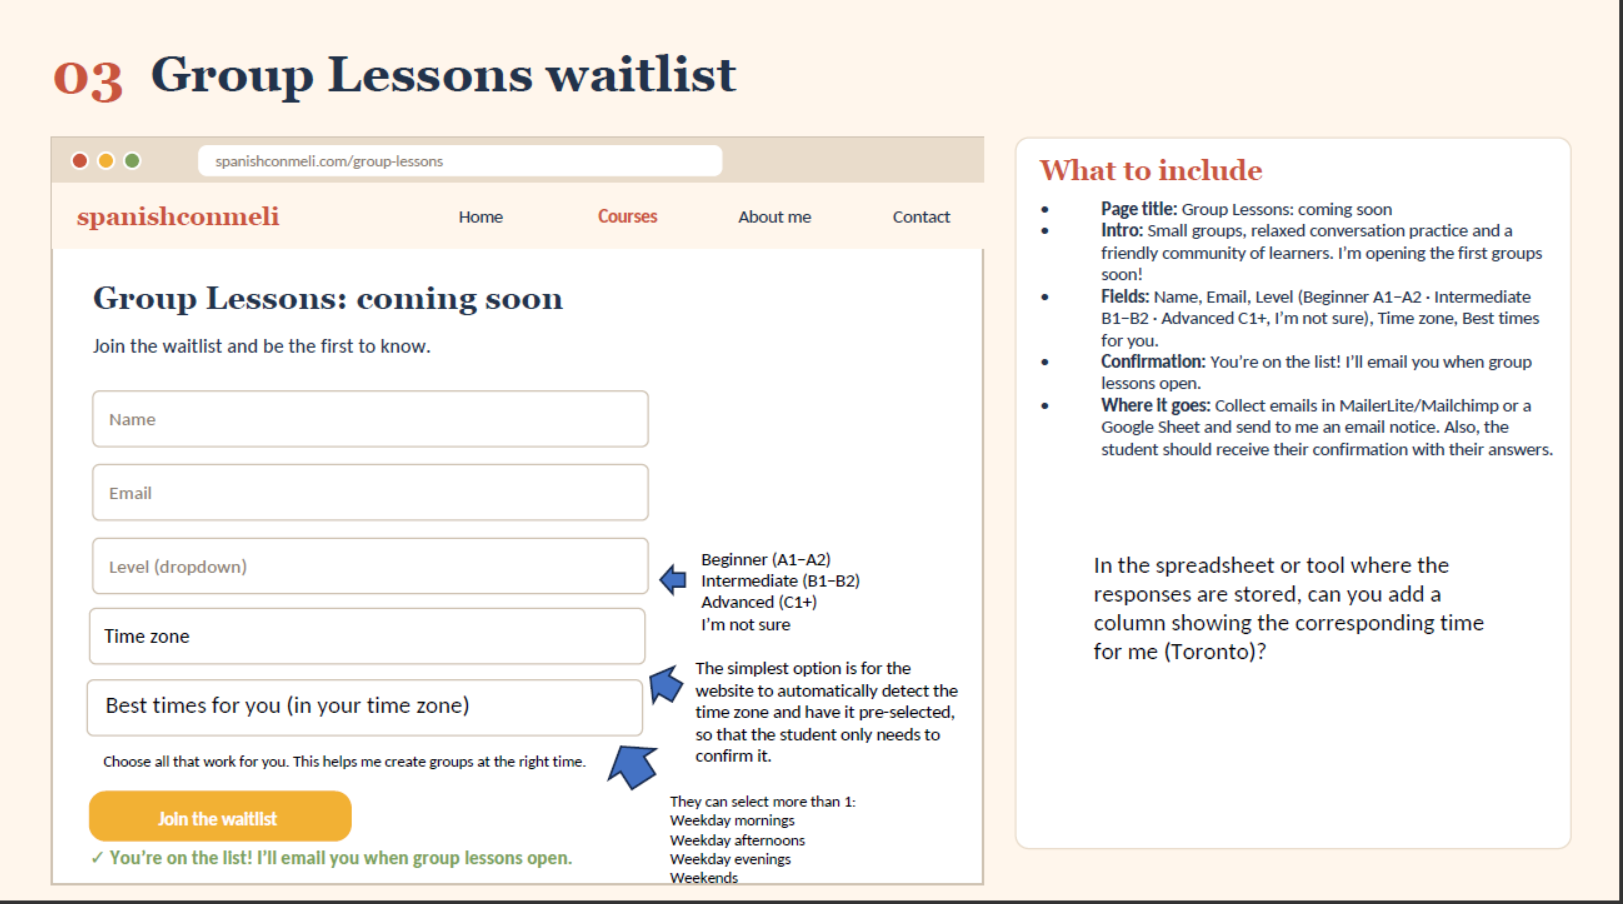 03 Group Lessons waitlist
spanishconmeli.com/group-lessons
spanishconmeli
Home
Courses
About me
Contact
Group Lessons: coming soon
Join the waitlist and be the first to know.
Name
Email
Level (dropdown)
Beginner (A1–A2)
Intermediate (B1–B2)
Advanced (C1+)
I'm not sure
Time zone
The simplest option is for the
website to automatically detect the
time zone and have it pre-selected,
so that the student only needs to
confirm it.
Best times for you (in your time zone)
Choose all that work for you. This helps me create groups at the right time.
They can select more than 1:
Weekday mornings
Weekday afternoons
Weekday evenings
Weekends
Join the waitlist
✓ You're on the list! I'll email you when group lessons open.
What to include
• Page title: Group Lessons: coming soon
• Intro: Small groups, relaxed conversation practice and a
friendly community of learners. I'm opening the first groups
soon!
• Fields: Name, Email, Level (Beginner A1–A2 · Intermediate
B1–B2 · Advanced C1+, I'm not sure), Time zone, Best times
for you.
• Confirmation: You're on the list! I'll email you when group
lessons open.
• Where it goes: Collect emails in MailerLite/Mailchimp or a
Google Sheet and send to me an email notice. Also, the
student should receive their confirmation with their answers.
In the spreadsheet or tool where the
responses are stored, can you add a
column showing the corresponding time
for me (Toronto)?